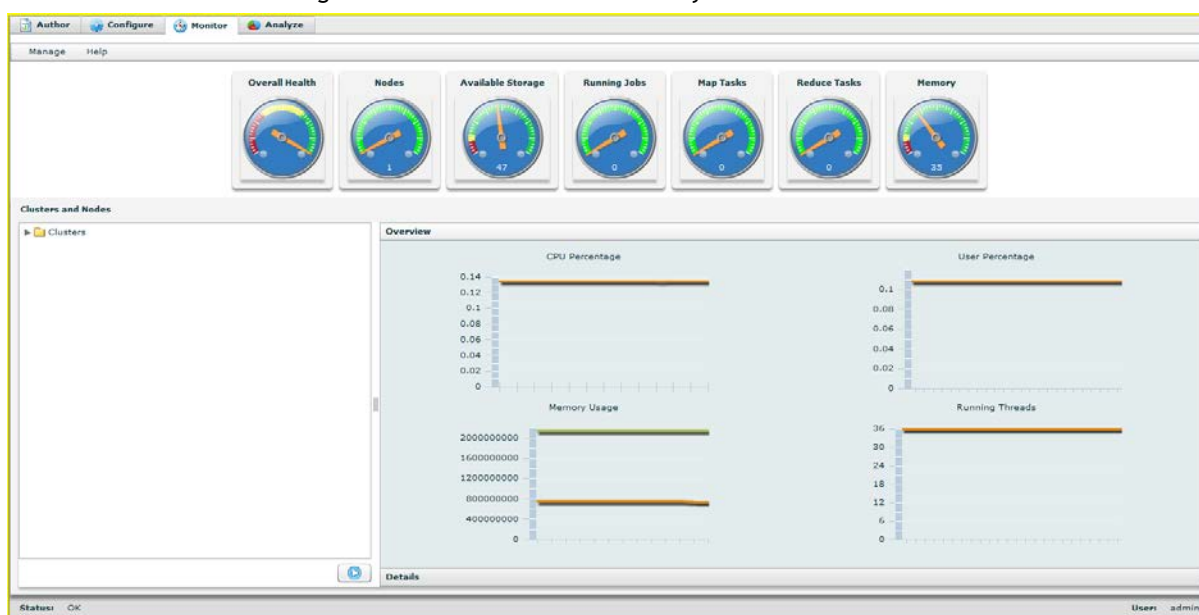 Author Configure Monitor Analyze
Manage Help
Overall Health Nodes Available Storage Running Jobs Map Tasks Reduce Tasks Memory
1 47 0 0 0 35
Clusters and Nodes
Clusters
Overview
CPU Percentage
0.14
0.12
0.1
0.08
0.06
0.04
0.02
0
User Percentage
0.1
0.08
0.06
0.04
0.02
0
Memory Usage
2000000000
1600000000
1200000000
800000000
400000000
0
Running Threads
36
30
24
18
12
6
0
Details
Status: OK User: admin